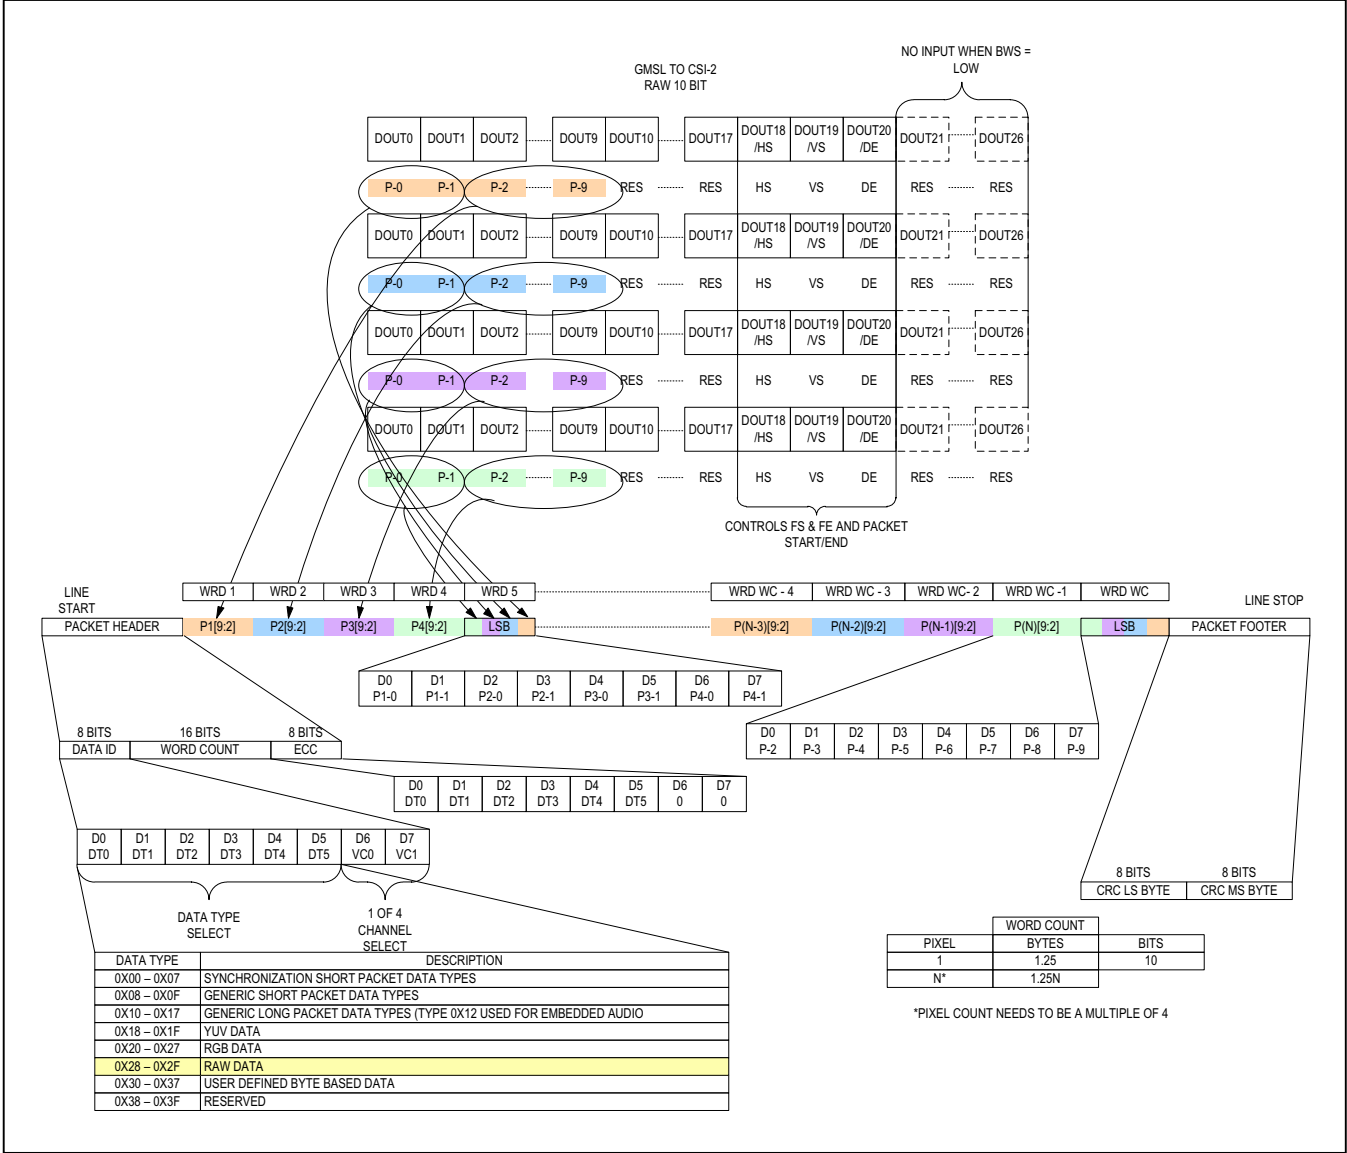 NO INPUT WHEN BWS =
LOW
GMSL TO CSI-2
RAW 10 BIT
DOUT0 DOUT1 DOUT2 DOUT9 DOUT10 DOUT17 DOUT18 /HS DOUT19 /VS DOUT20 /DE DOUT21 DOUT26
P-0 P-1 P-2 P-9 RES RES HS VS DE RES RES
DOUT0 DOUT1 DOUT2 DOUT9 DOUT10 DOUT17 DOUT18 /HS DOUT19 /VS DOUT20 /DE DOUT21 DOUT26
P-0 P-1 P-2 P-9 RES RES HS VS DE RES RES
DOUT0 DOUT1 DOUT2 DOUT9 DOUT10 DOUT17 DOUT18 /HS DOUT19 /VS DOUT20 /DE DOUT21 DOUT26
P-0 P-1 P-2 P-9 RES RES HS VS DE RES RES
DOUT0 DOUT1 DOUT2 DOUT9 DOUT10 DOUT17 DOUT18 /HS DOUT19 /VS DOUT20 /DE DOUT21 DOUT26
P-0 P-1 P-2 P-9 RES RES HS VS DE RES RES
CONTROLS FS & FE AND PACKET
START/END
LINE
START
WRD 1 WRD 2 WRD 3 WRD 4 WRD 5 WRD WC - 4 WRD WC - 3 WRD WC- 2 WRD WC -1 WRD WC
LINE STOP
PACKET HEADER P1[9:2] P2[9:2] P3[9:2] P4[9:2] LSB P(N-3)[9:2] P(N-2)[9:2] P(N-1)[9:2] P(N)[9:2] LSB PACKET FOOTER
D0 D1 D2 D3 D4 D5 D6 D7
P1-0 P1-1 P2-0 P2-1 P3-0 P3-1 P4-0 P4-1
D0 D1 D2 D3 D4 D5 D6 D7
P-2 P-3 P-4 P-5 P-6 P-7 P-8 P-9
8 BITS 16 BITS 8 BITS
DATA ID WORD COUNT ECC
D0 D1 D2 D3 D4 D5 D6 D7
DT0 DT1 DT2 DT3 DT4 DT5 0 0
D0 D1 D2 D3 D4 D5 D6 D7
DT0 DT1 DT2 DT3 DT4 DT5 VC0 VC1
8 BITS 8 BITS
CRC LS BYTE CRC MS BYTE
DATA TYPE
SELECT
1 OF 4
CHANNEL
SELECT
DATA TYPE DESCRIPTION
0X00 – 0X07 SYNCHRONIZATION SHORT PACKET DATA TYPES
0X08 – 0X0F GENERIC SHORT PACKET DATA TYPES
0X10 – 0X17 GENERIC LONG PACKET DATA TYPES (TYPE 0X12 USED FOR EMBEDDED AUDIO
0X18 – 0X1F YUV DATA
0X20 – 0X27 RGB DATA
0X28 – 0X2F RAW DATA
0X30 – 0X37 USER DEFINED BYTE BASED DATA
0X38 – 0X3F RESERVED
WORD COUNT
PIXEL BYTES BITS
1 1.25 10
N* 1.25N
*PIXEL COUNT NEEDS TO BE A MULTIPLE OF 4